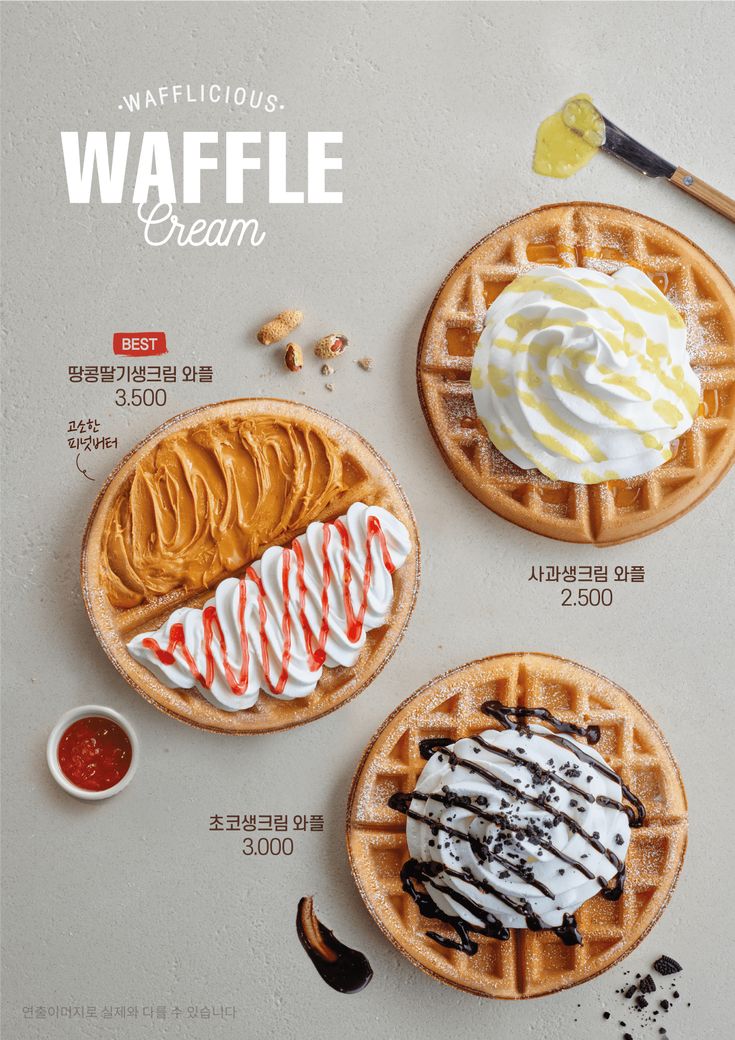 ·WAFFLICIOUS·
WAFFLE
Cream
BEST
땅콩딸기생크림 와플
3.500
고소한
피넛버터
사과생크림 와플
2.500
초코생크림 와플
3.000
연출이미지로 실제와 다를 수 있습니다